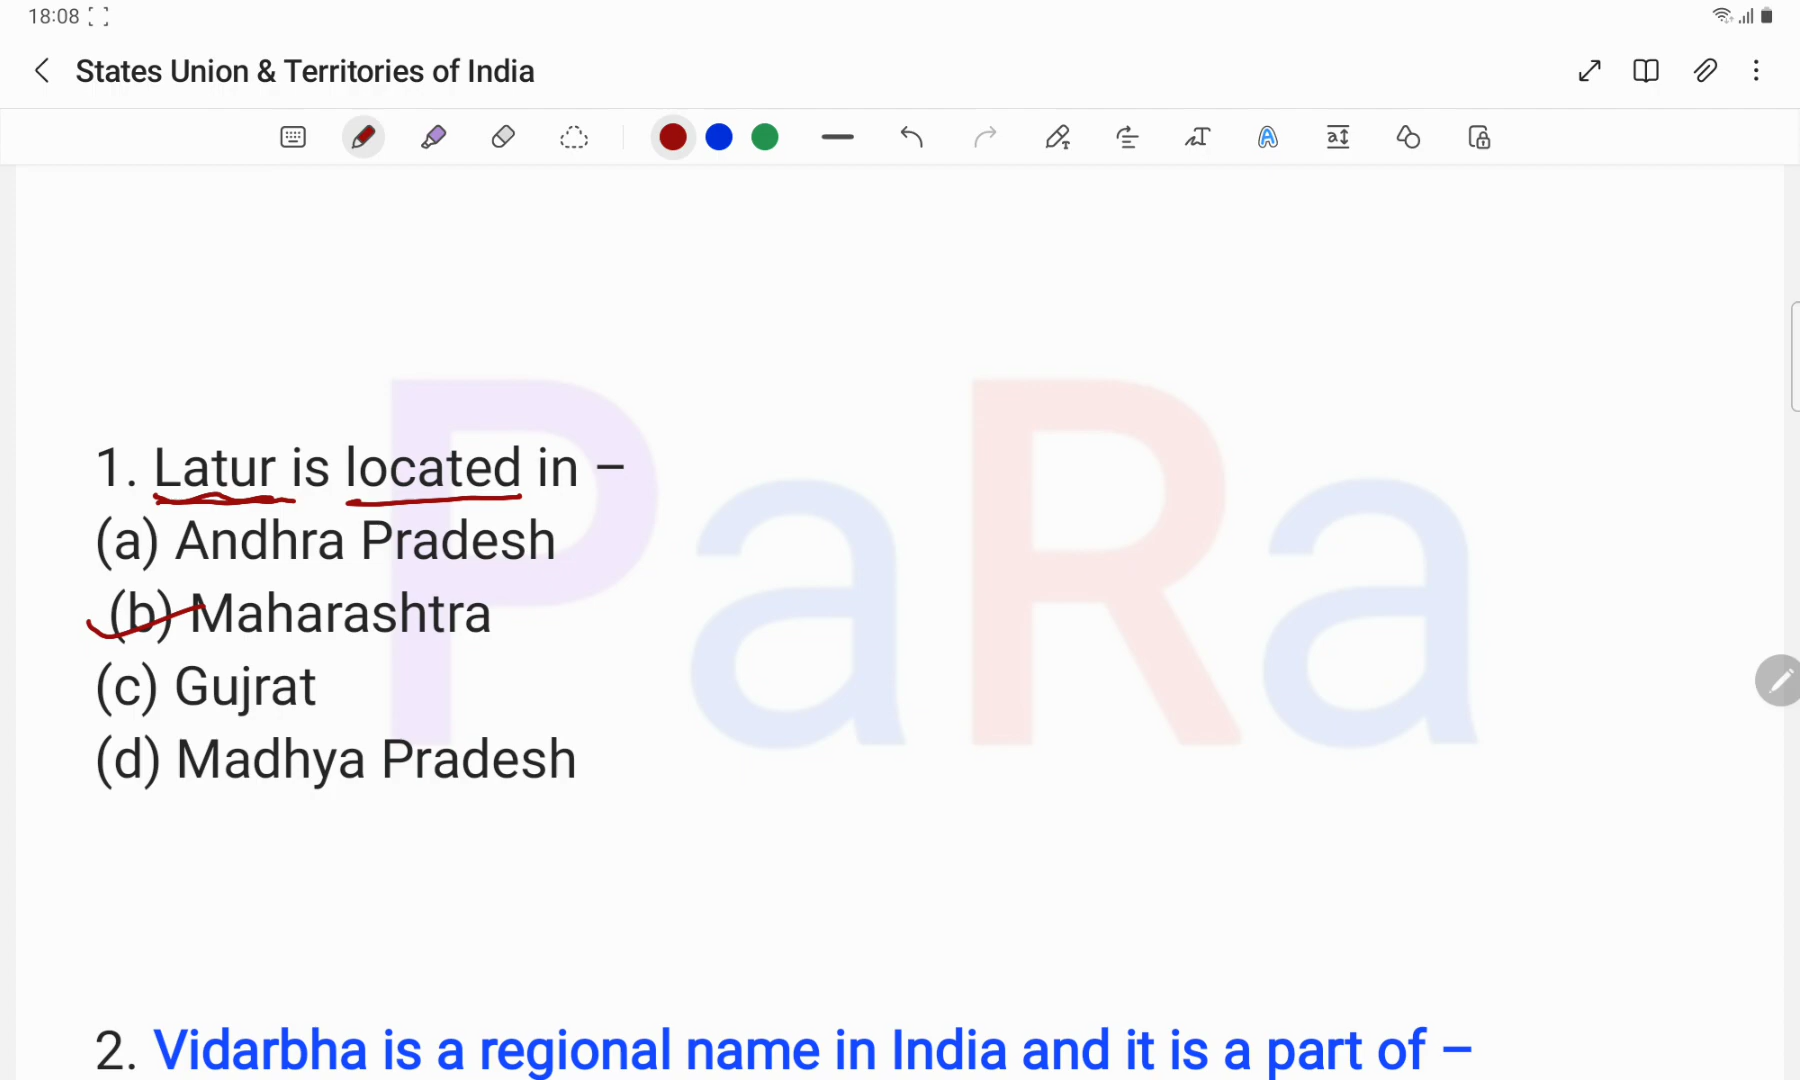 18:08
States Union & Territories of India
PaRa
1. Latur is located in –
(a) Andhra Pradesh
(b) Maharashtra
(c) Gujrat
(d) Madhya Pradesh
2. Vidarbha is a regional name in India and it is a part of –